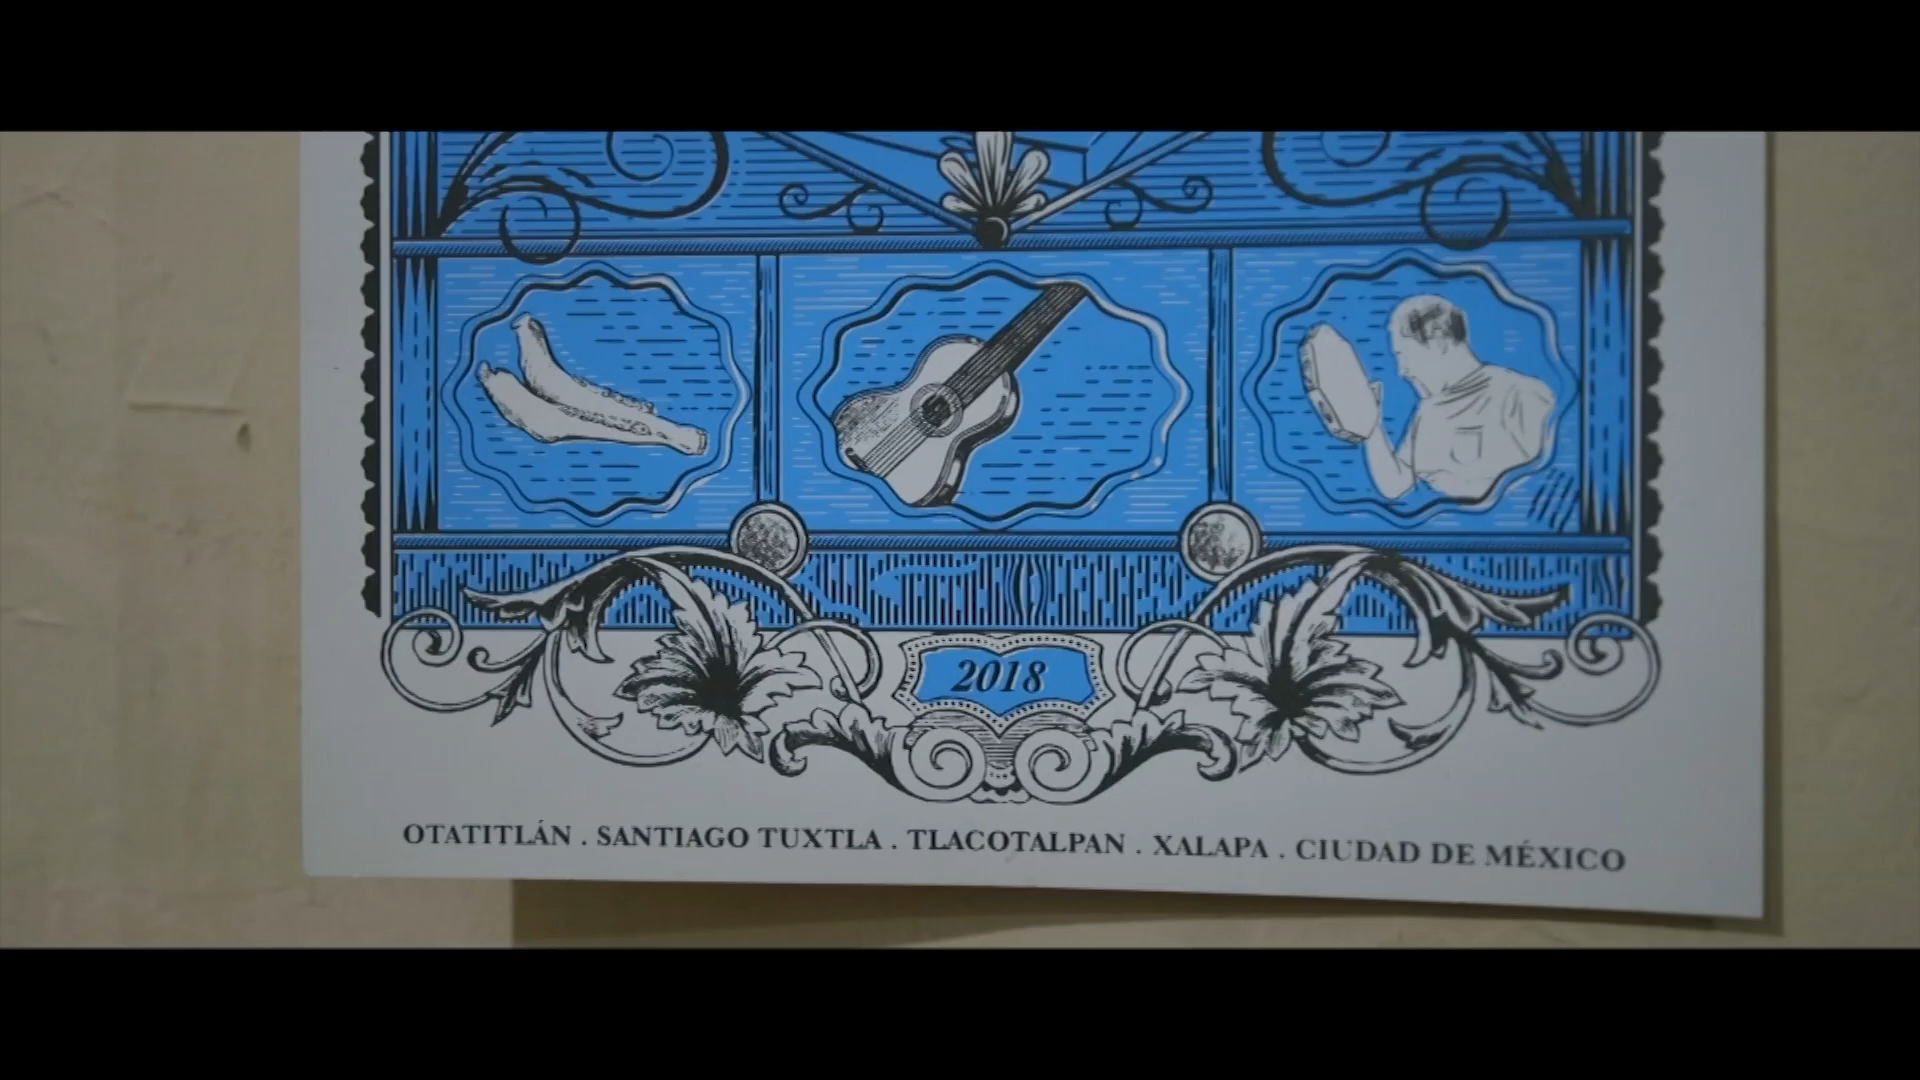 2018
OTATITLÁN . SANTIAGO TUXTLA . TLACOTALPAN . XALAPA . CIUDAD DE MÉXICO